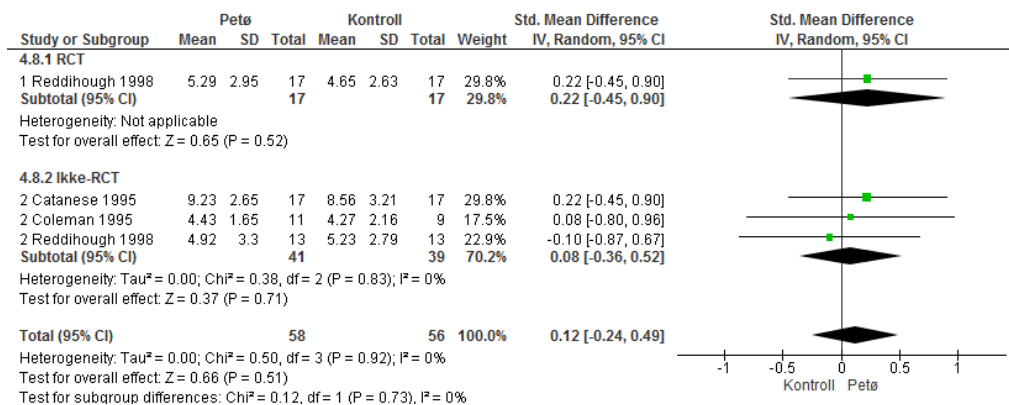 Petø Kontroll Std. Mean Difference Std. Mean Difference
Study or Subgroup Mean SD Total Mean SD Total Weight IV, Random, 95% CI IV, Random, 95% CI
4.8.1 RCT
1 Reddihough 1998 5.29 2.95 17 4.65 2.63 17 29.8% 0.22 [-0.45, 0.90]
Subtotal (95% CI) 17 17 29.8% 0.22 [-0.45, 0.90]
Heterogeneity: Not applicable
Test for overall effect: Z = 0.65 (P = 0.52)
4.8.2 Ikke-RCT
2 Catanese 1995 9.23 2.65 17 8.56 3.21 17 29.8% 0.22 [-0.45, 0.90]
2 Coleman 1995 4.43 1.65 11 4.27 2.16 9 17.5% 0.08 [-0.80, 0.96]
2 Reddihough 1998 4.92 3.3 13 5.23 2.79 13 22.9% -0.10 [-0.87, 0.67]
Subtotal (95% CI) 41 39 70.2% 0.08 [-0.36, 0.52]
Heterogeneity: Tau² = 0.00; Chi² = 0.38, df = 2 (P = 0.83); I² = 0%
Test for overall effect: Z = 0.37 (P = 0.71)
Total (95% CI) 58 56 100.0% 0.12 [-0.24, 0.49]
Heterogeneity: Tau² = 0.00; Chi² = 0.50, df = 3 (P = 0.92); I² = 0%
Test for overall effect: Z = 0.66 (P = 0.51)
Test for subgroup differences: Chi² = 0.12, df = 1 (P = 0.73), I² = 0%
-1 -0.5 0 0.5 1
Kontroll Petø